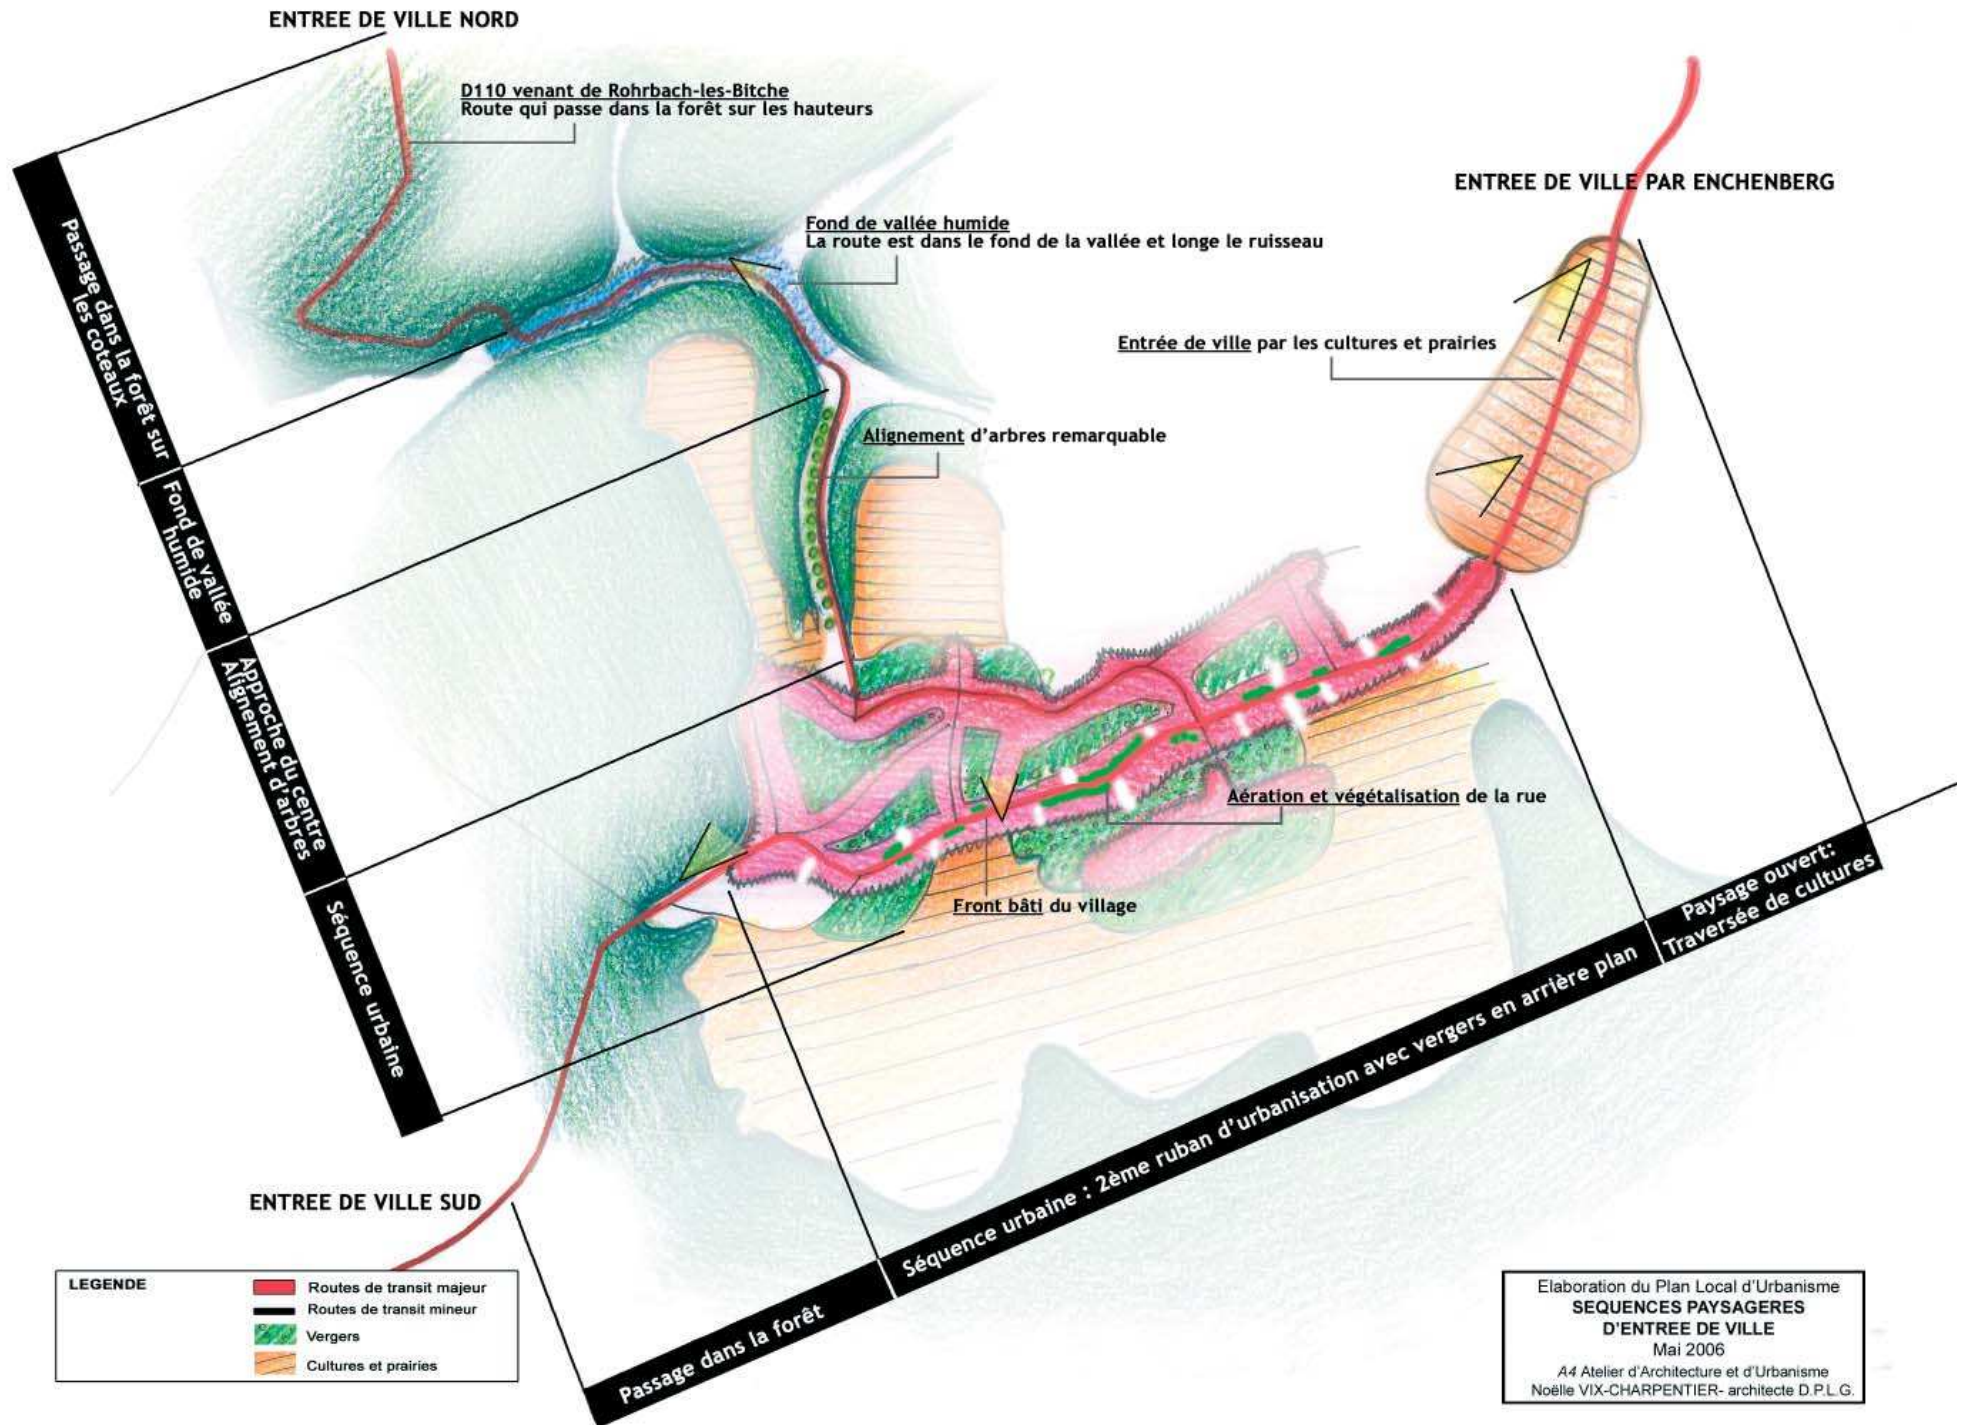 ENTREE DE VILLE NORD
D110 venant de Rohrbach-les-Bitche
Route qui passe dans la forêt sur les hauteurs
ENTREE DE VILLE PAR ENCHENBERG
Fond de vallée humide
La route est dans le fond de la vallée et longe le ruisseau
Entrée de ville par les cultures et prairies
Alignement d'arbres remarquable
Passage dans la forêt sur
les coteaux
Fond de vallée
humide
Approche du centre
Alignement d'arbres
Séquence urbaine
Aération et végétalisation de la rue
Front bâti du village
Paysage ouvert:
Traversée de cultures
Séquence urbaine : 2ème ruban d'urbanisation avec vergers en arrière plan
Passage dans la forêt
ENTREE DE VILLE SUD
LEGENDE
Routes de transit majeur
Routes de transit mineur
Vergers
Cultures et prairies
Elaboration du Plan Local d'Urbanisme
SEQUENCES PAYSAGERES
D'ENTREE DE VILLE
Mai 2006
A4 Atelier d'Architecture et d'Urbanisme
Noëlle VIX-CHARPENTIER- architecte D.P.L.G.